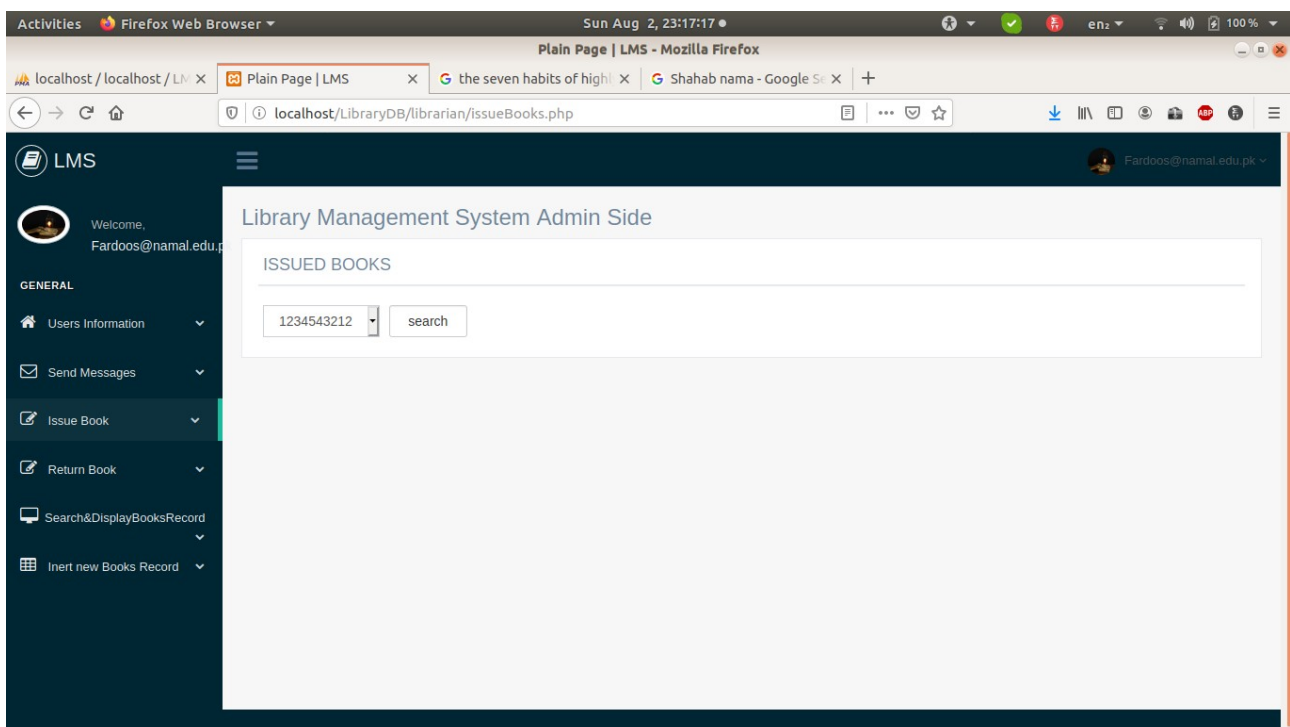 Activities Firefox Web Browser Sun Aug 2, 23:17:17 en₂ 100 %
Plain Page | LMS - Mozilla Firefox
localhost / localhost / LM Plain Page | LMS the seven habits of highl Shahab nama - Google Se
localhost/LibraryDB/librarian/issueBooks.php ABP
LMS Fardoos@namal.edu.pk
Welcome,
Fardoos@namal.edu.p
Library Management System Admin Side
ISSUED BOOKS
1234543212 search
GENERAL
Users Information
Send Messages
Issue Book
Return Book
Search&DisplayBooksRecord
Inert new Books Record